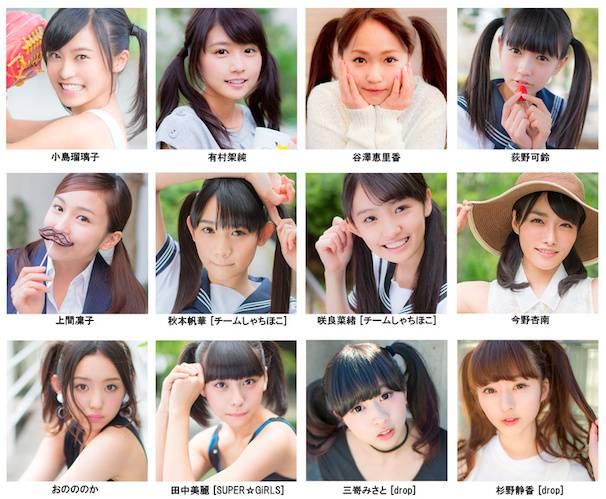 小島瑠璃子
有村架純
谷澤恵里香
荻野可鈴
上間凜子
秋本帆華 [チームしゃちほこ]
咲良菜緒 [チームしゃちほこ]
今野杏南
おのののか
田中美麗 [SUPER☆GiRLS]
三嵜みさと [drop]
杉野静香 [drop]